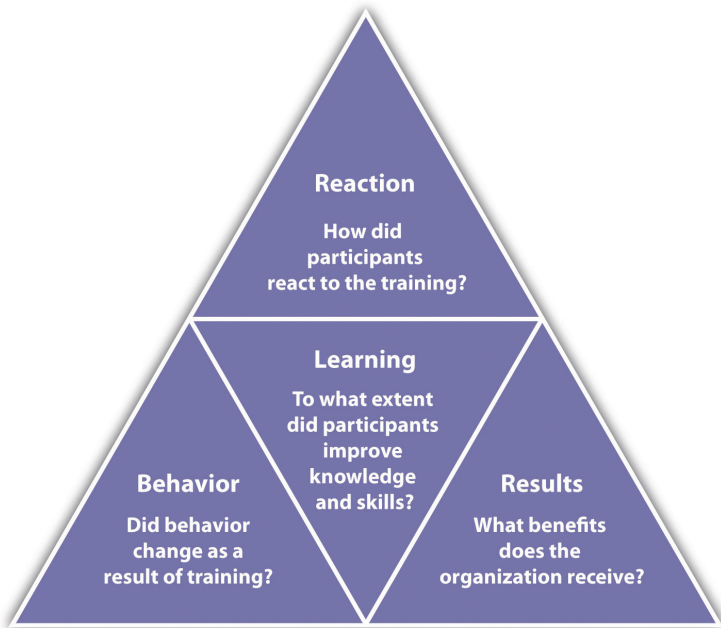 Reaction
How did
participants
react to the training?
Learning
To what extent
did participants
improve
knowledge
and skills?
Behavior
Did behavior
change as a
result of training?
Results
What benefits
does the
organization receive?